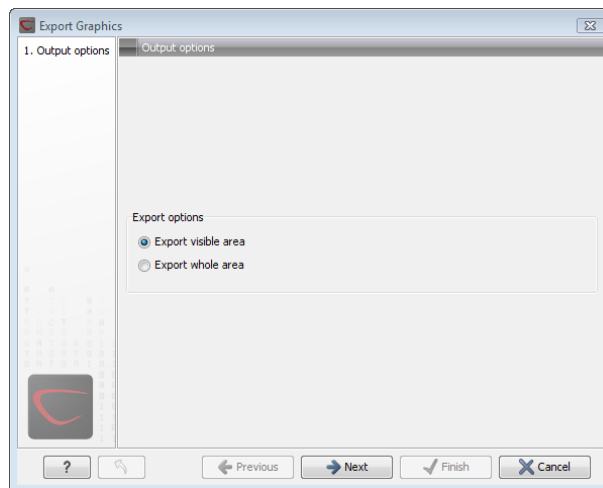 Export Graphics
1. Output options
Output options
Export options
Export visible area
Export whole area
? Previous Next Finish Cancel